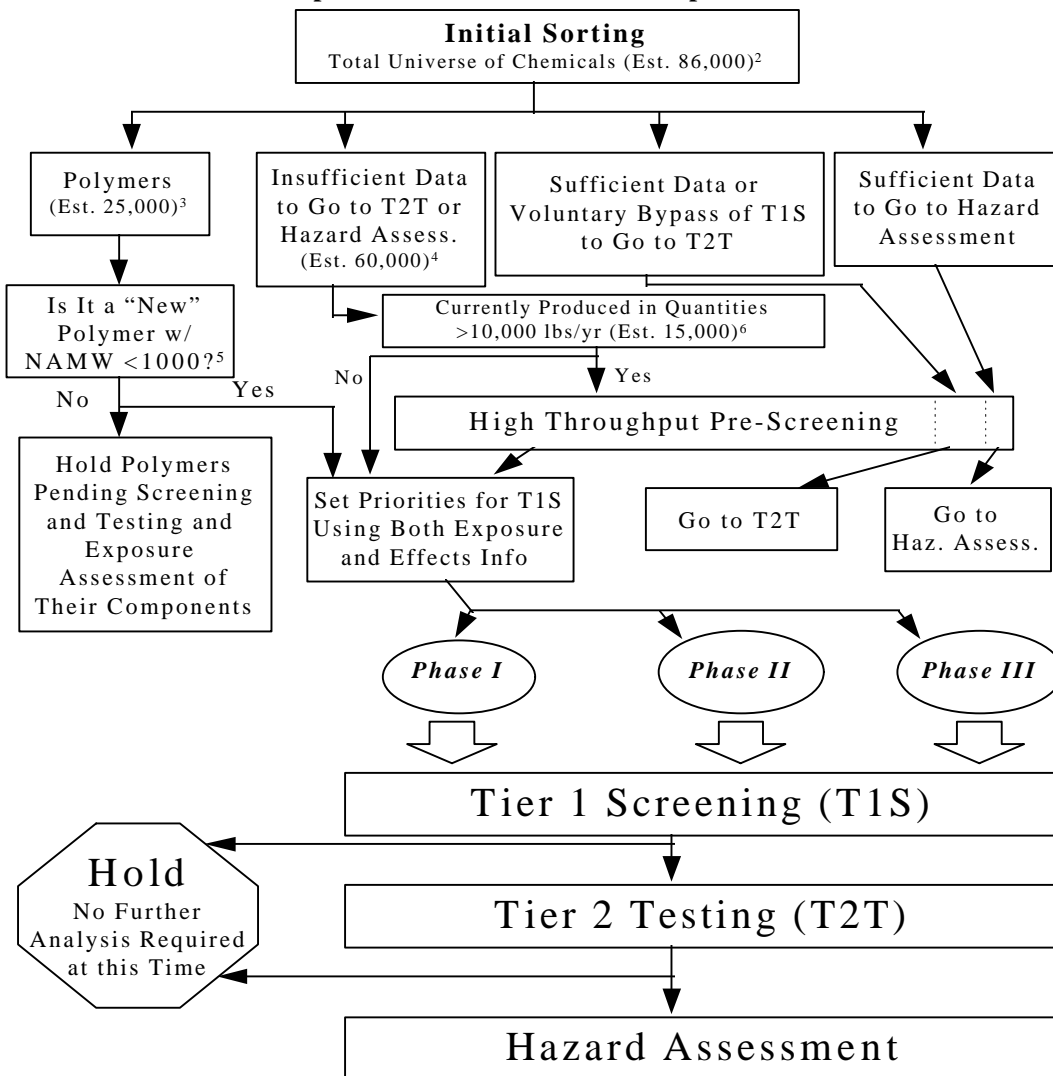 Initial Sorting
Total Universe of Chemicals (Est. 86,000)2
Polymers
(Est. 25,000)3
Insufficient Data
to Go to T2T or
Hazard Assess.
(Est. 60,000)4
Sufficient Data or
Voluntary Bypass of T1S
to Go to T2T
Sufficient Data
to Go to Hazard
Assessment
Is It a “New”
Polymer w/
NAMW <1000?5
Currently Produced in Quantities
>10,000 lbs/yr (Est. 15,000)6
No
Yes
No
Yes
High Throughput Pre-Screening
Hold Polymers
Pending Screening
and Testing and
Exposure
Assessment of
Their Components
Set Priorities for T1S
Using Both Exposure
and Effects Info
Go to T2T
Go to
Haz. Assess.
Phase I
Phase II
Phase III
Tier 1 Screening (T1S)
Hold
No Further
Analysis Required
at this Time
Tier 2 Testing (T2T)
Hazard Assessment